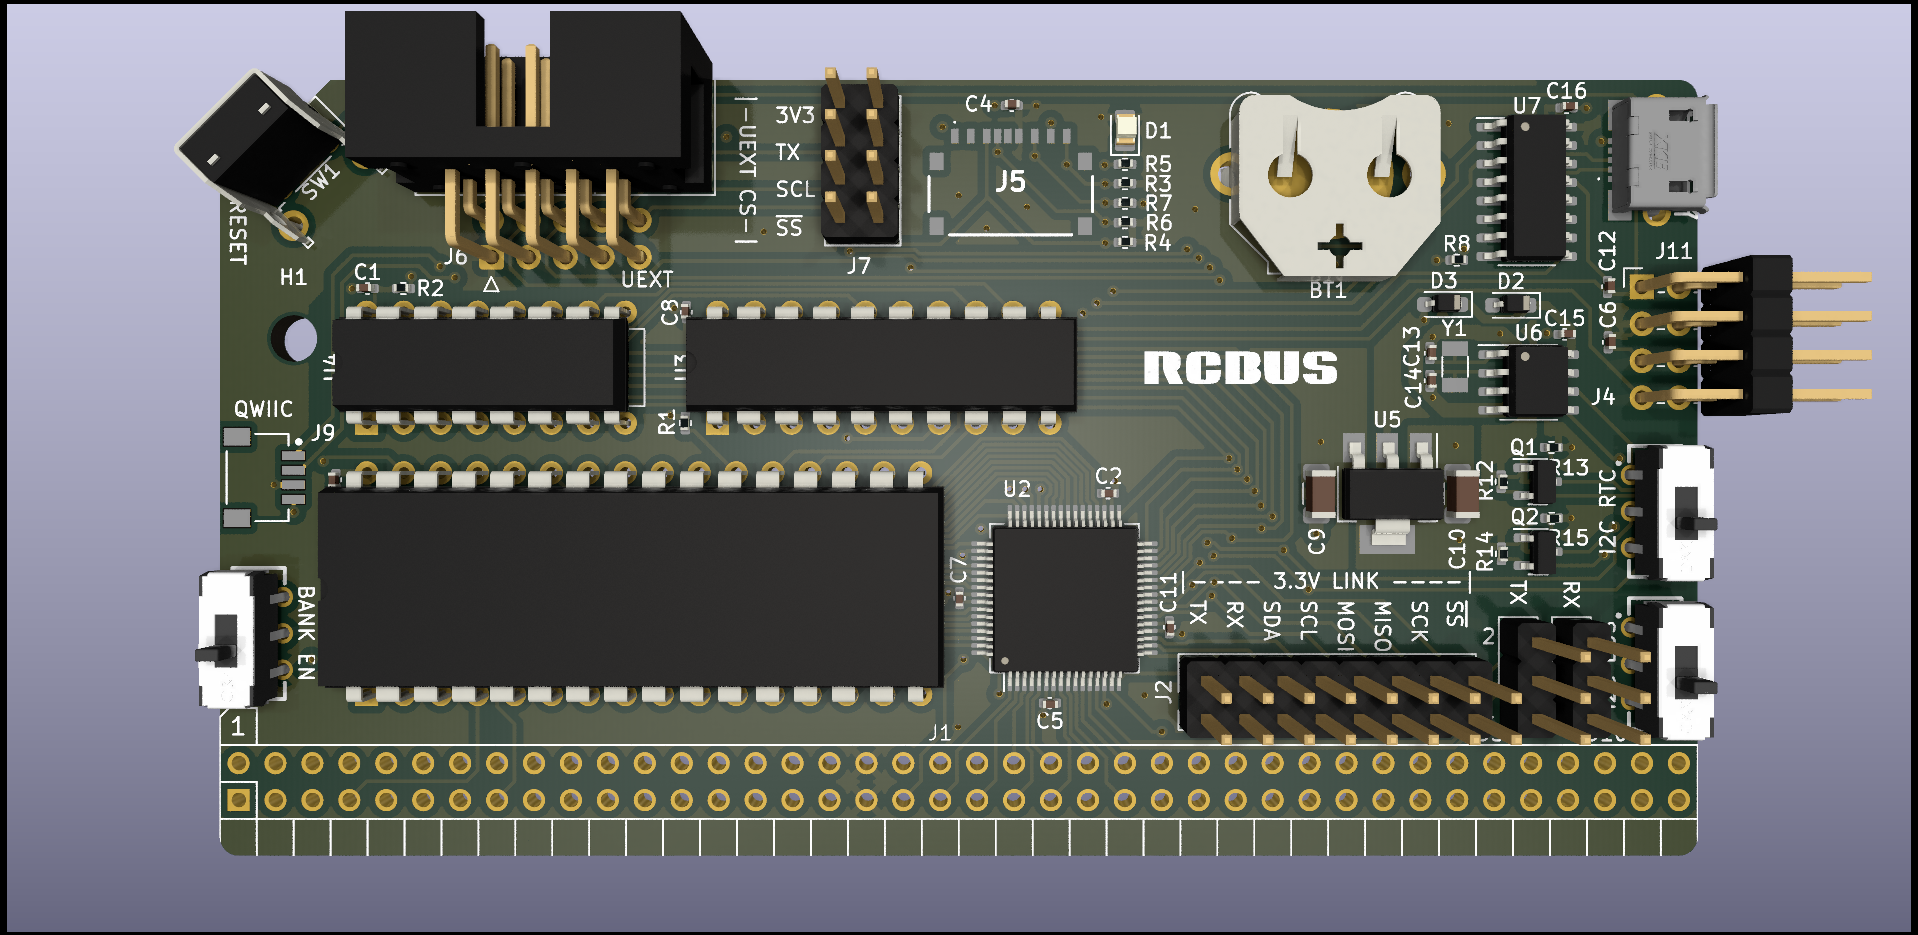 C16
U7
C4
D1
3V3
-UEXT CS-
TX
R5
SW1
J5
R3
SCL
R7
RESET
SS
R6
R4
R8
C12
J11
J6
J7
H1
UEXT
BT1
C1
R2
D3
D2
C8
C6
Y1
U6
C15
C13
RCBUS
C14
J4
QWIIC
U5
J9
R1
Q1
R13
C2
R12
U2
I2C RTC
Q2
C9
C10
R14
R15
C7
C11
---- 3.3V LINK ----
BANK EN
TX
RX
SDA
SCL
MOSI
MISO
SCK
SS
TX
RX
2
J2
C5
1
J1